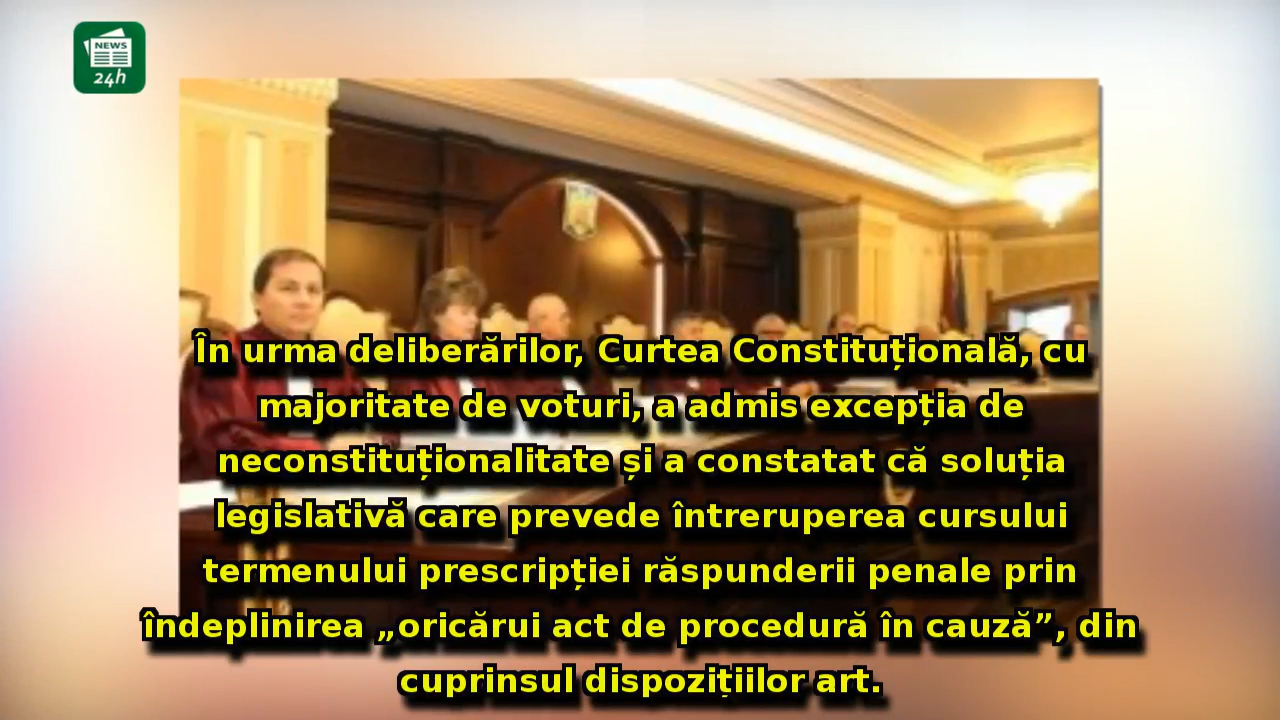 NEWS
24h
În urma deliberărilor, Curtea Constituțională, cu
majoritate de voturi, a admis excepția de
neconstituționalitate și a constatat că soluția
legislativă care prevede întreruperea cursului
termenului prescripției răspunderii penale prin
îndeplinirea „oricărui act de procedură în cauză”, din
cuprinsul dispozițiilor art.